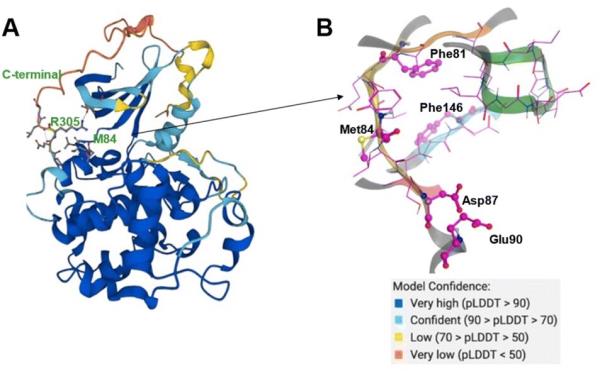 A
B
C-terminal
R305
M84
Phe81
Phe146
Met84
Asp87
Glu90
Model Confidence:
Very high (pLDDT > 90)
Confident (90 > pLDDT > 70)
Low (70 > pLDDT > 50)
Very low (pLDDT < 50)